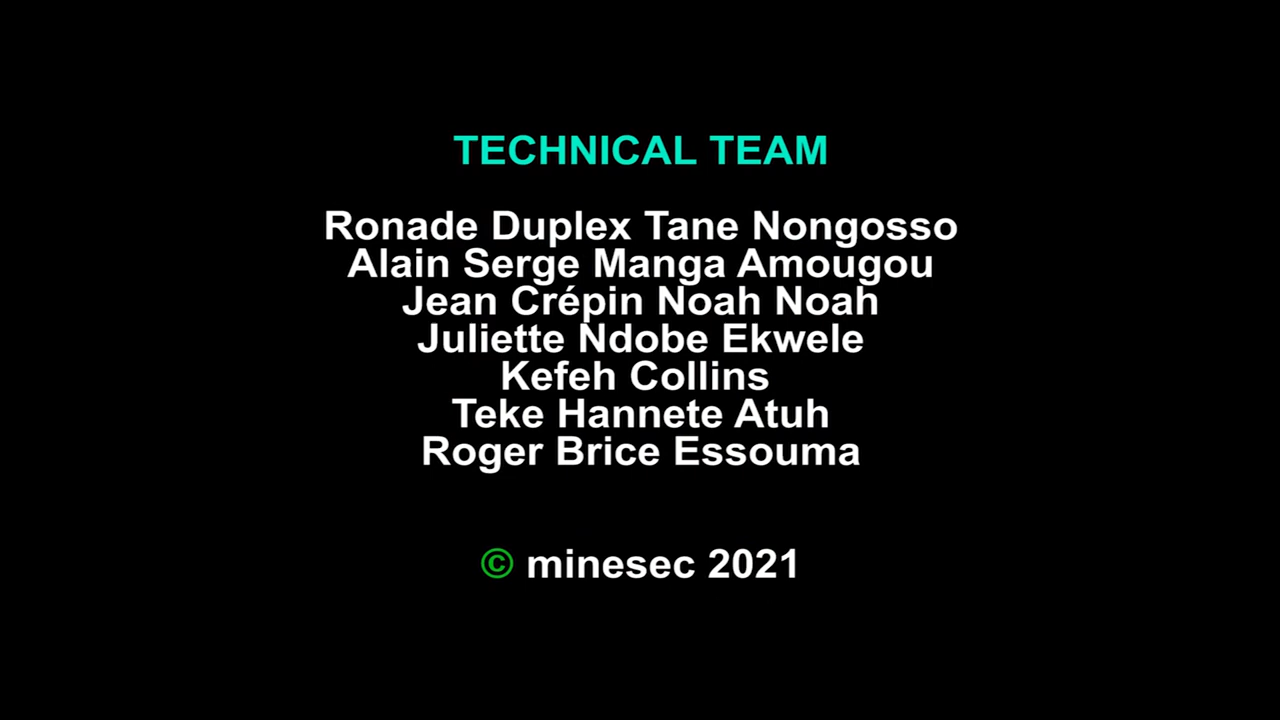 TECHNICAL TEAM
Ronade Duplex Tane Nongosso
Alain Serge Manga Amougou
Jean Crépin Noah Noah
Juliette Ndobe Ekwele
Kefeh Collins
Teke Hannete Atuh
Roger Brice Essouma
© minesec 2021